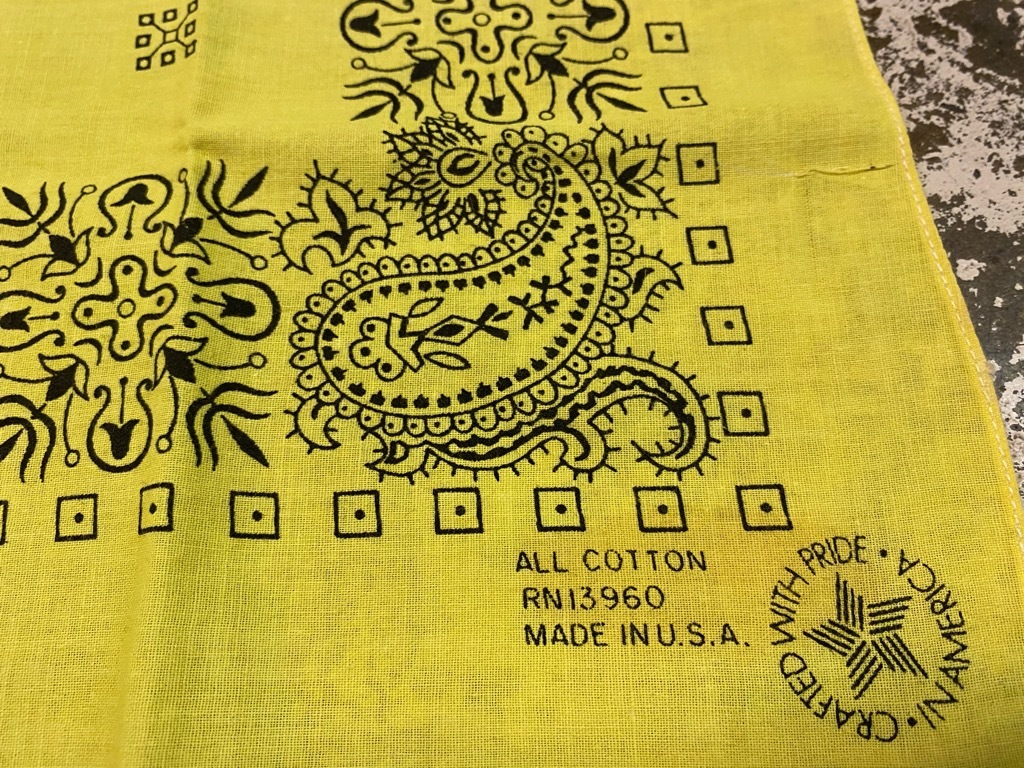 ALL COTTON
RN13960
MADE IN U.S.A.
CRAFTED WITH PRIDE • IN AMERICA •